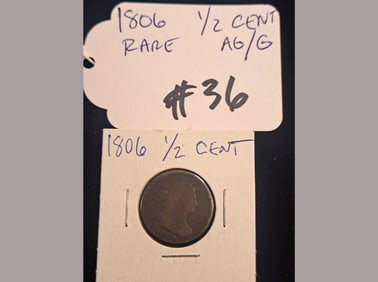 1806 1/2 CENT
RARE AG/G
#36
1806 1/2 CENT